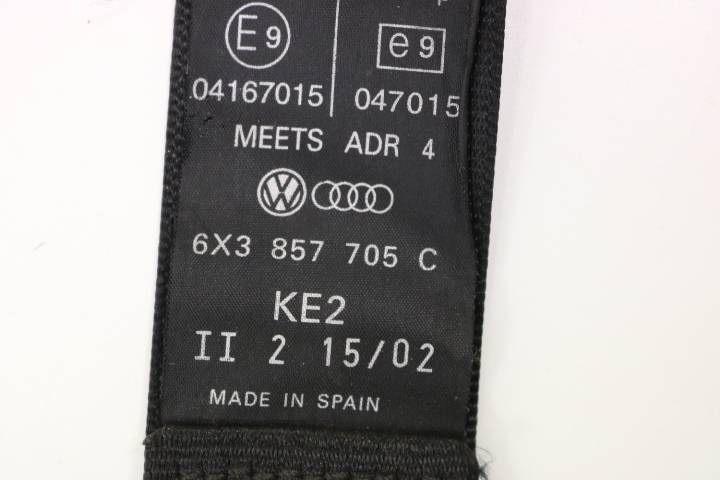 E9 e9
04167015 047015
MEETS ADR 4
6X3 857 705 C
KE2
II 2 15/02
MADE IN SPAIN